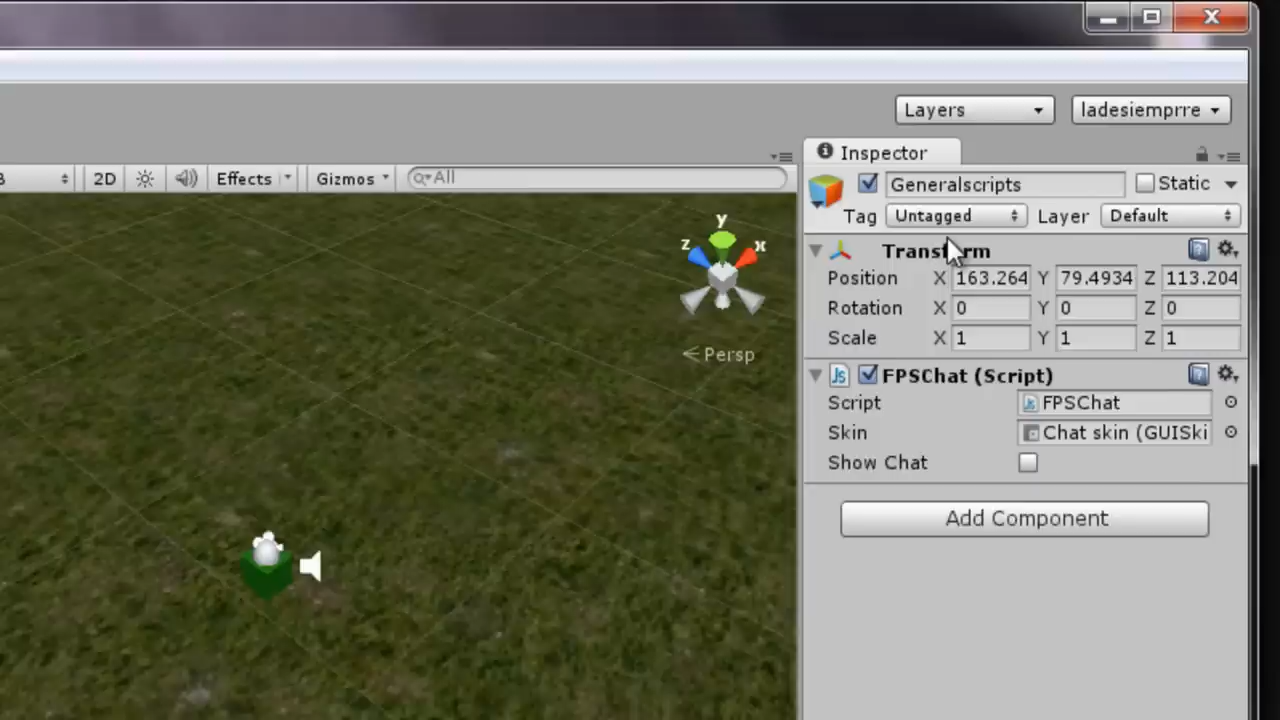 Layers ladesiemprre
Inspector
2D Effects Gizmos All
Generalscripts Static
Tag Untagged Layer Default
y
z x
Persp
Transform
Position X 163.264 Y 79.4934 Z 113.204
Rotation X 0 Y 0 Z 0
Scale X 1 Y 1 Z 1
Js FPSChat (Script)
Script FPSChat
Skin Chat skin (GUISki
Show Chat
Add Component